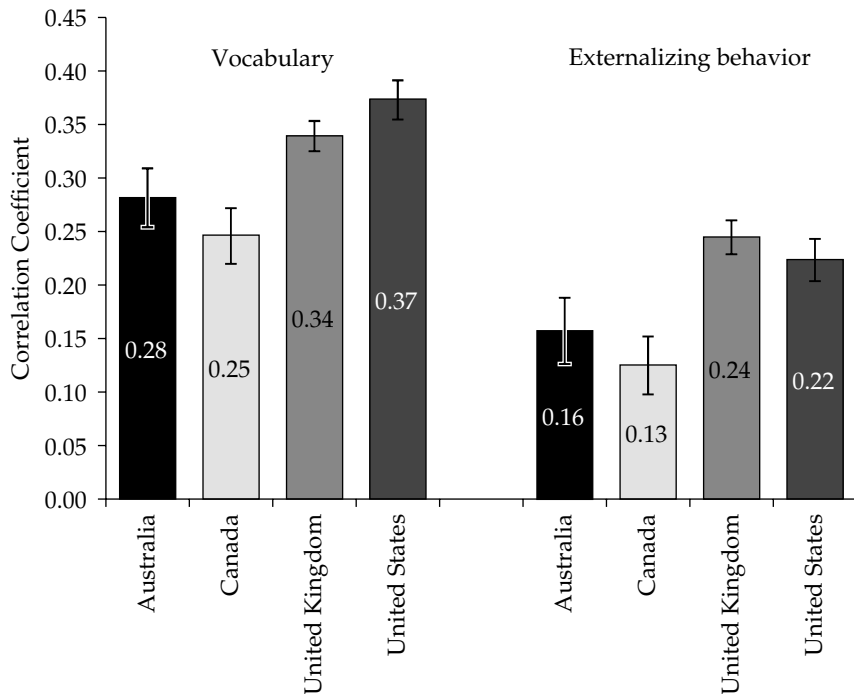 0.45
0.40
0.35
0.30
0.25
0.20
0.15
0.10
0.05
0.00
Correlation Coefficient
Vocabulary
Externalizing behavior
0.28
0.25
0.34
0.37
0.16
0.13
0.24
0.22
Australia
Canada
United Kingdom
United States
Australia
Canada
United Kingdom
United States